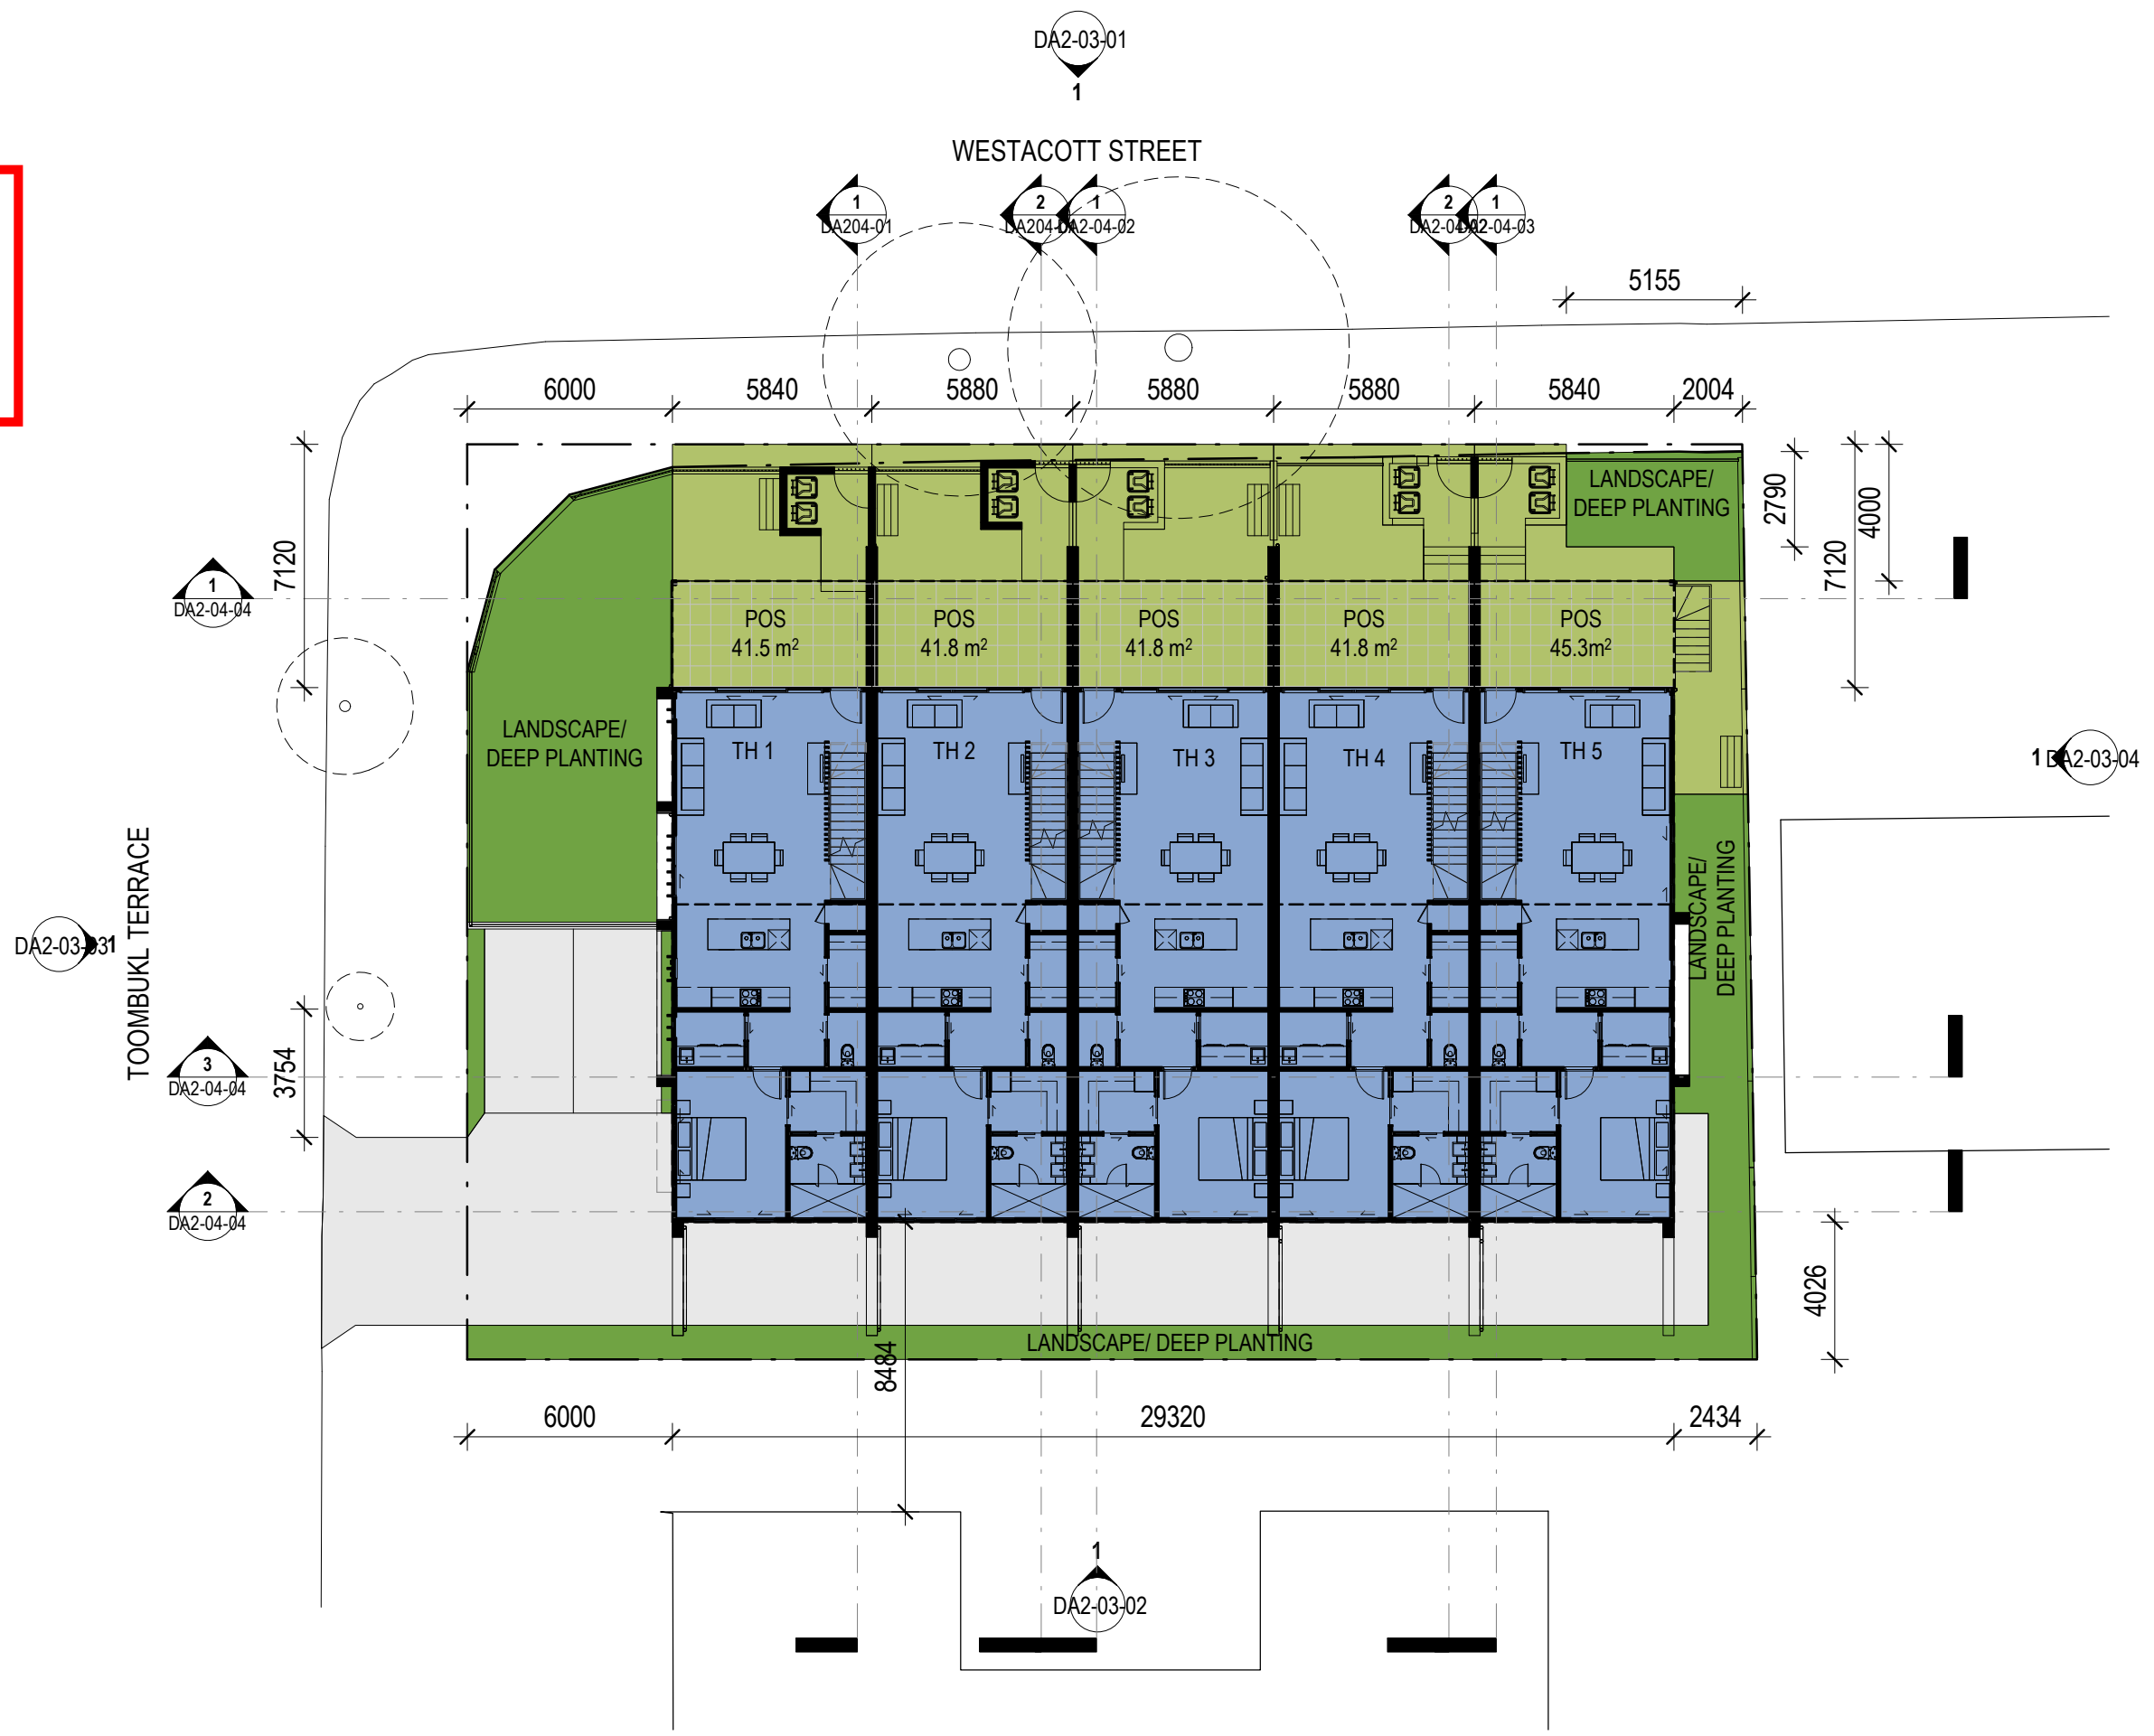 DA2-03-01
1
WESTACOTT STREET
1
DA204-01
2
1
DA2-04-02
2
1
DA2-04-03
5155
6000
5840
5880
5880
5880
5840
2004
LANDSCAPE/
DEEP PLANTING
2790
4000
7120
7120
1
DA2-04-04
POS
41.5 m²
POS
41.8 m²
POS
41.8 m²
POS
41.8 m²
POS
45.3m²
LANDSCAPE/
DEEP PLANTING
TH 1
TH 2
TH 3
TH 4
TH 5
1
DA2-03-04
TOOMBUKL TERRACE
LANDSCAPE/
DEEP PLANTING
1
3
DA2-04-04
3754
2
DA2-04-04
4026
LANDSCAPE/ DEEP PLANTING
8484
6000
29320
2434
1
DA2-03-02